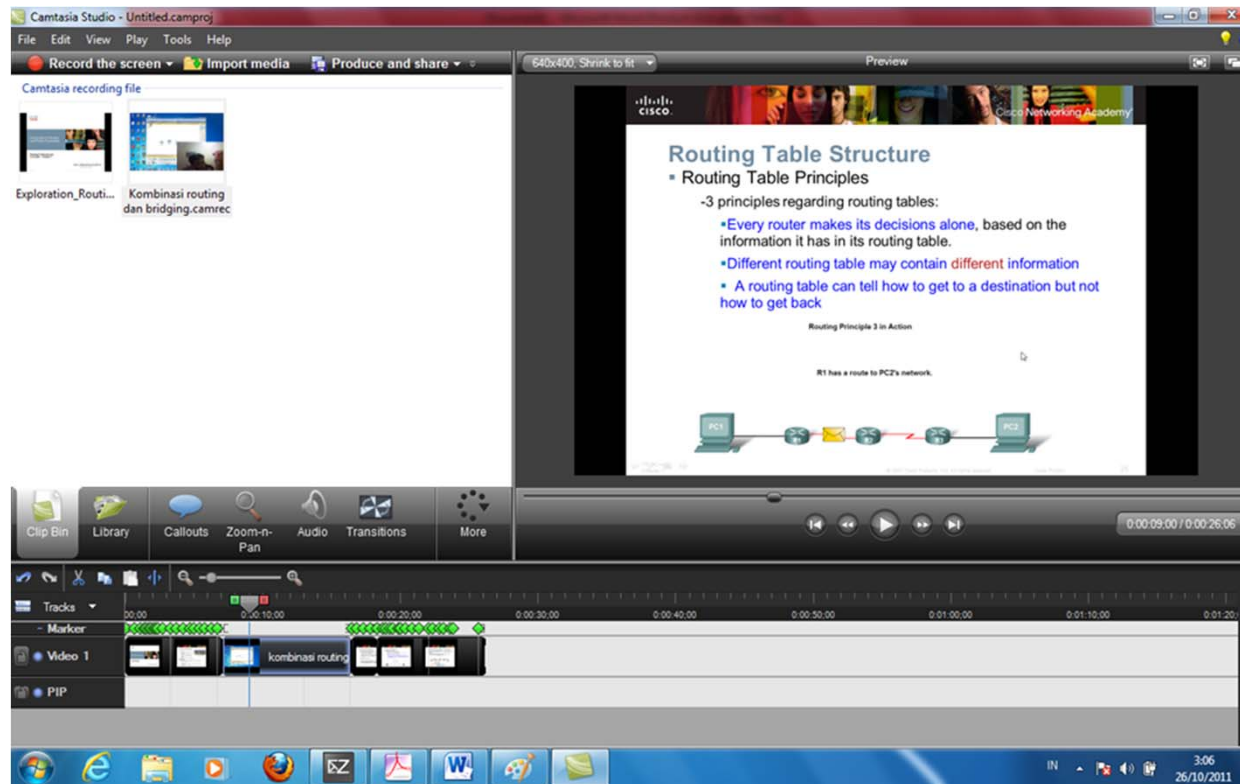 Camtasia Studio - Untitled.camproj
File Edit View Play Tools Help
Record the screen Import media Produce and share
640x400, Shrink to fit Preview
Camtasia recording file
Exploration_Routi...
Kombinasi routing
dan bridging.camrec
CISCO
Cisco Networking Academy
Routing Table Structure
Routing Table Principles
-3 principles regarding routing tables:
Every router makes its decisions alone, based on the
information it has in its routing table.
Different routing table may contain different information
A routing table can tell how to get to a destination but not
how to get back
Routing Principle 3 in Action
R1 has a route to PC2's network.
PC1 PC2
Clip Bin Library Callouts Zoom-n-
Pan Audio Transitions More
0:00:09;00 / 0:00:26;06
Tracks
00;00 0:00:10;00 0:00:20;00 0:00:30;00 0:00:40;00 0:00:50;00 0:01:00;00 0:01:10;00 0:01:20;
- Marker
Video 1 kombinasi routing
PIP
IN 3:06
26/10/2011